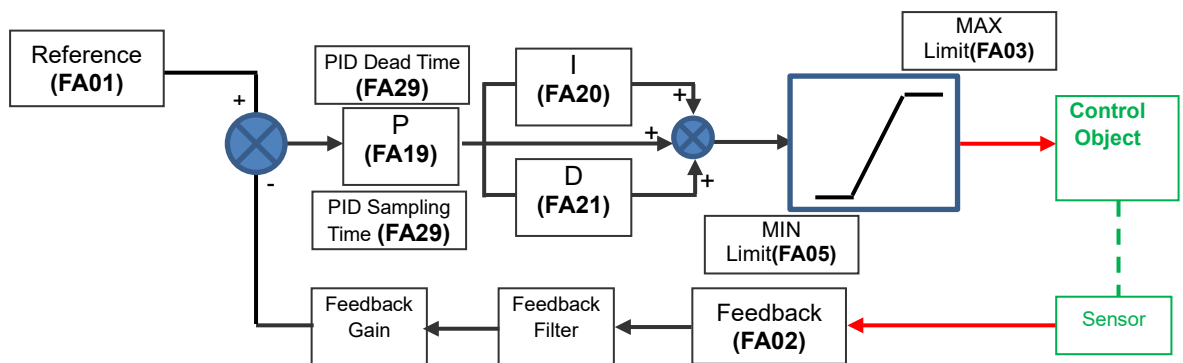 Reference
(FA01)
+
-
PID Dead Time
(FA29)
P
(FA19)
PID Sampling
Time (FA29)
I
(FA20)
D
(FA21)
+
+
+
MAX
Limit(FA03)
MIN
Limit(FA05)
Control
Object
Sensor
Feedback
(FA02)
Feedback
Filter
Feedback
Gain